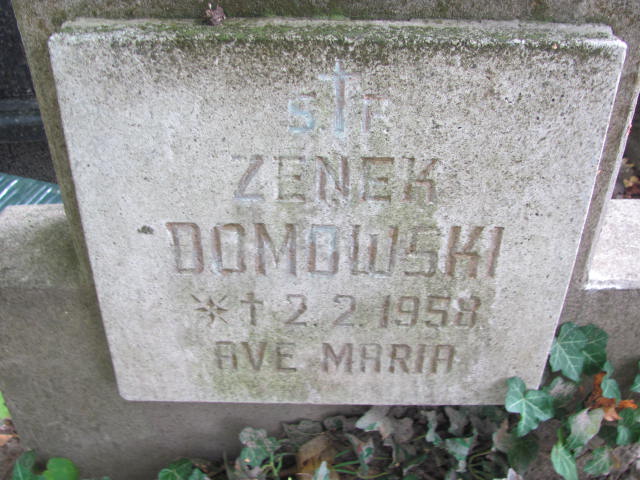 S.†P.
ZENEK
DOMOWSKI
*† 2.2.1958
AVE MARIA